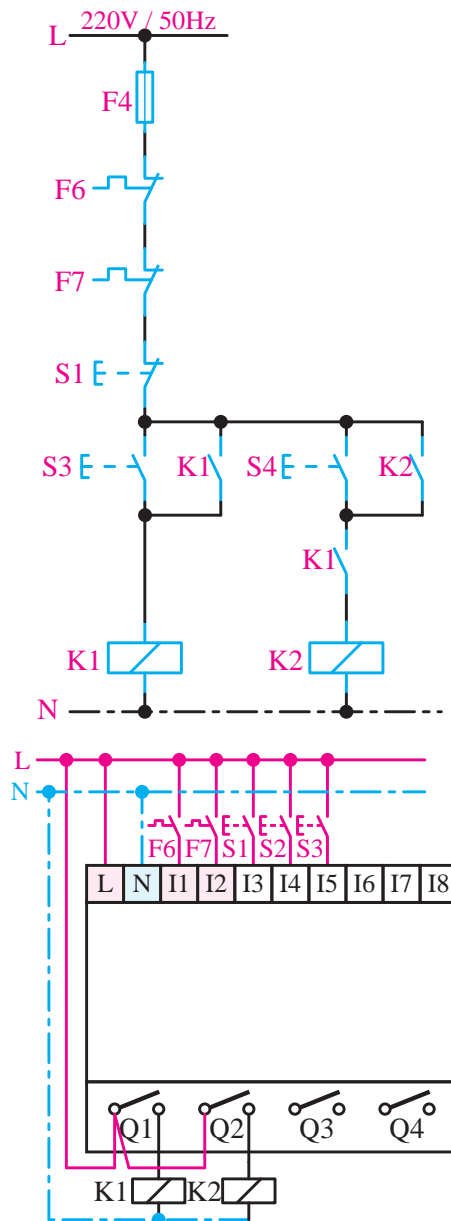 220V / 50Hz
L
F4
F6
F7
S1
S3 K1 S4 K2
K1
K1 K2
N
L
N
F6 F7 S1 S2 S3
L N I1 I2 I3 I4 I5 I6 I7 I8
Q1 Q2 Q3 Q4
K1 K2